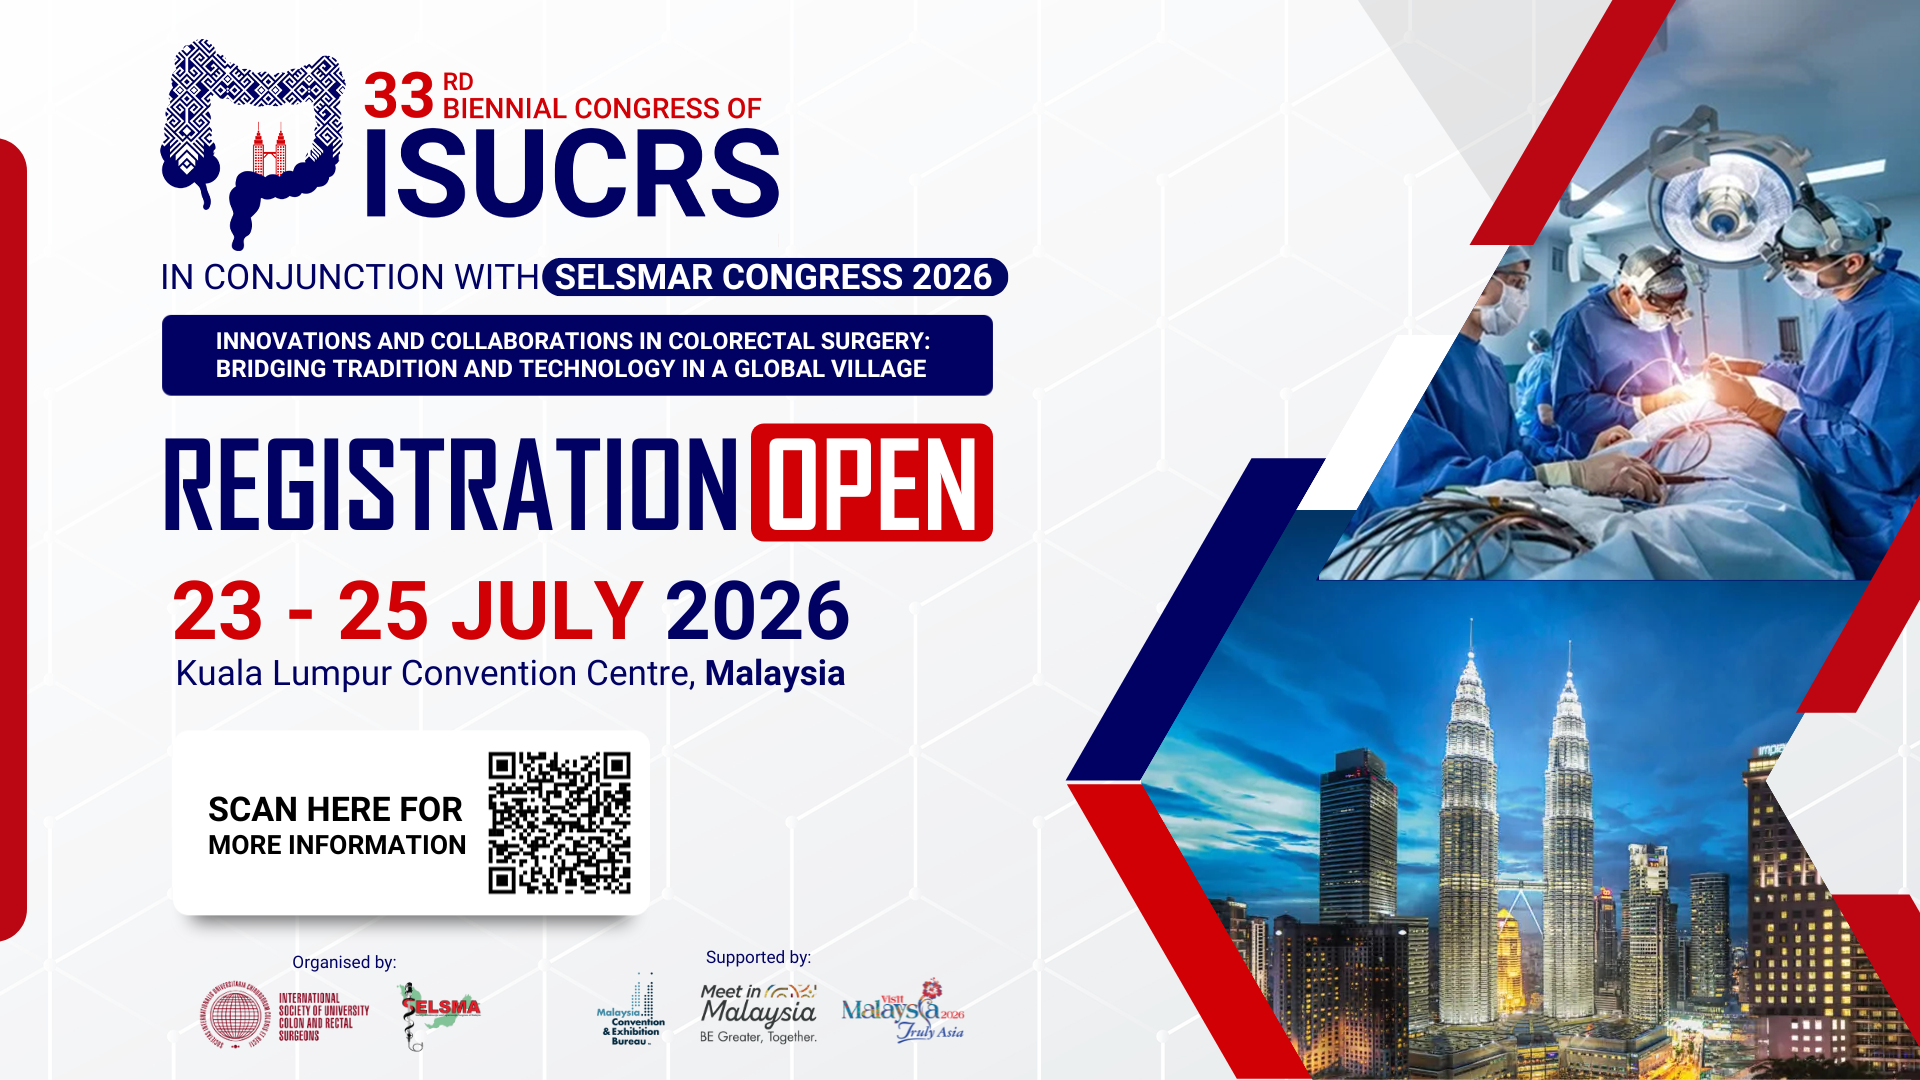 33RD
BIENNIAL CONGRESS OF
ISUCRS
IN CONJUNCTION WITH SELSMAR CONGRESS 2026
INNOVATIONS AND COLLABORATIONS IN COLORECTAL SURGERY:
BRIDGING TRADITION AND TECHNOLOGY IN A GLOBAL VILLAGE
REGISTRATION OPEN
23 - 25 JULY 2026
Kuala Lumpur Convention Centre, Malaysia
SCAN HERE FOR
MORE INFORMATION
Organised by:
INTERNATIONAL
SOCIETY OF UNIVERSITY
COLON AND RECTAL
SURGEONS
SELSMA
Supported by:
Malaysia
Convention
& Exhibition
Bureau
Meet in
Malaysia
BE Greater, Together.
Visit
Malaysia 2026
Truly Asia